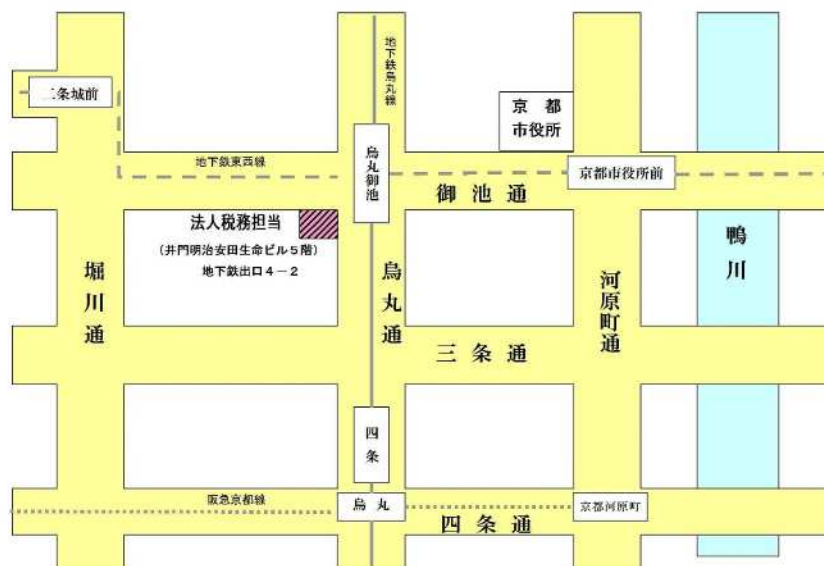 地下鉄烏丸線
二条城前
京都
市役所
地下鉄東西線
烏丸御池
京都市役所前
御池通
法人税務担当
(井門明治安田生命ビル5階)
地下鉄出口4-2
堀川通
烏丸通
河原町通
鴨川
三条通
四条
阪急京都線
烏丸
京都河原町
四条通